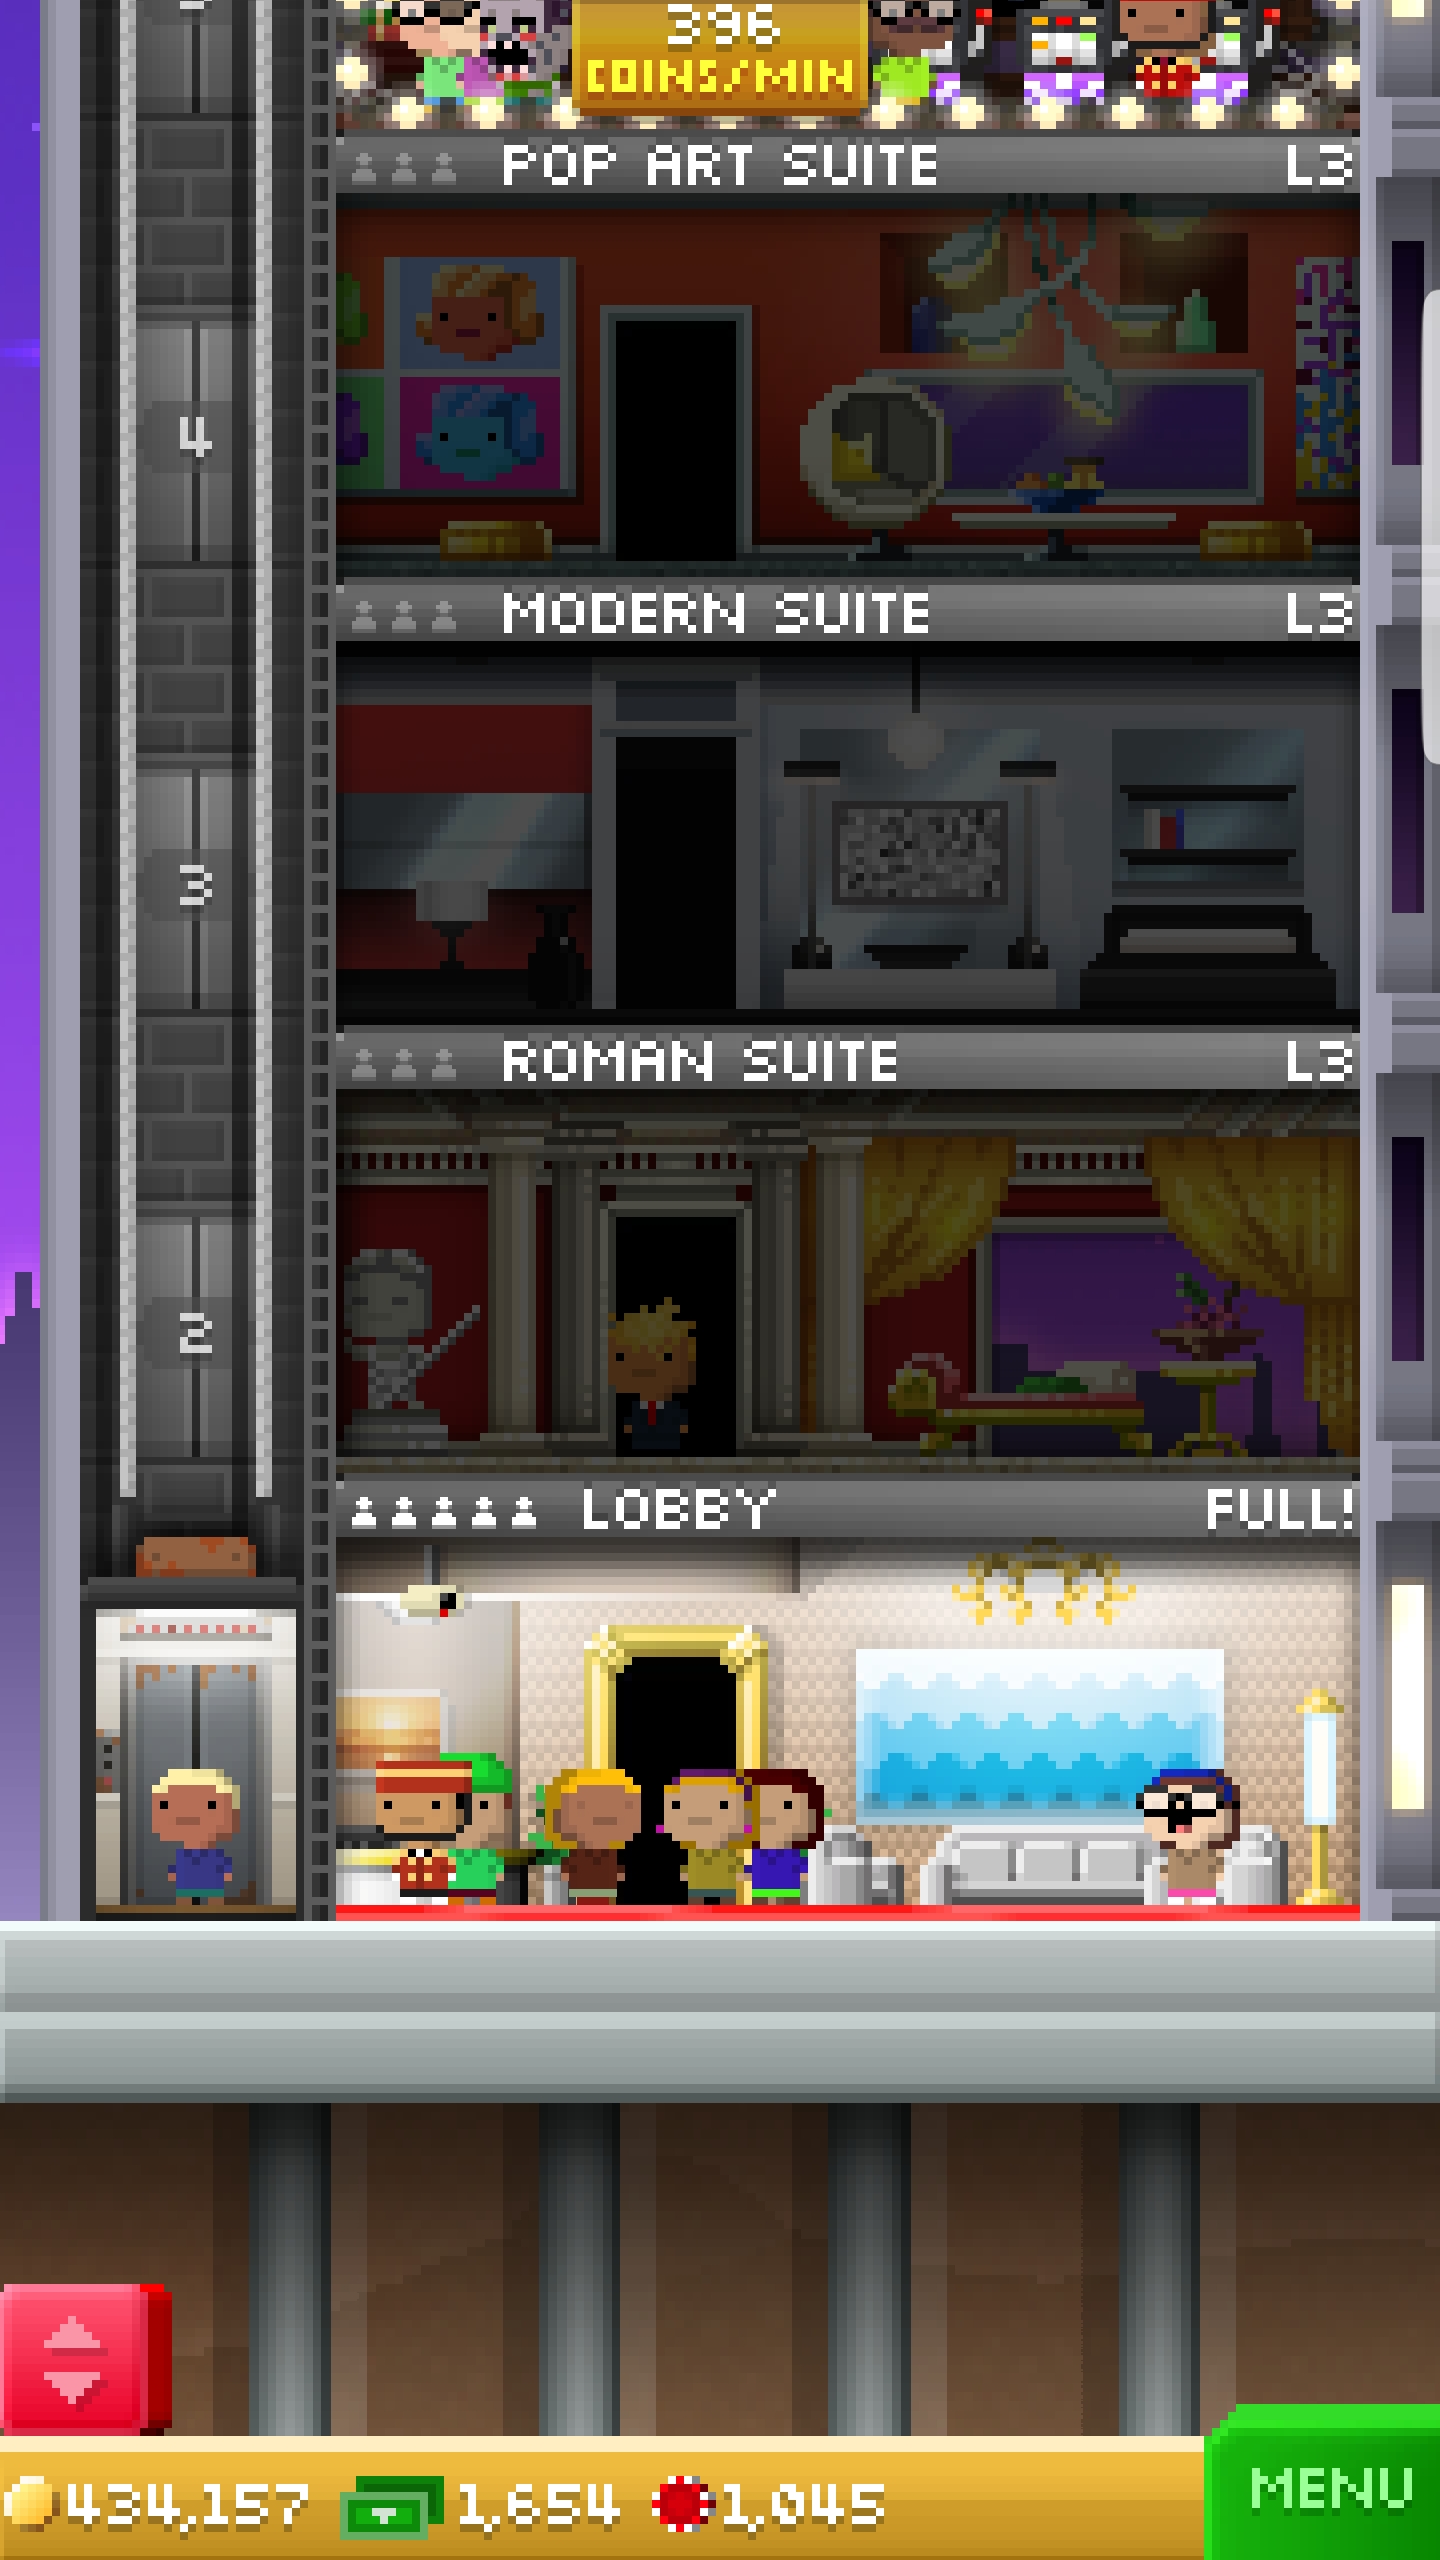 396
COINS/MIN
POP ART SUITE L3
4
MODERN SUITE L3
3
ROMAN SUITE L3
2
LOBBY FULL!
434,157 1,654 1,045
MENU